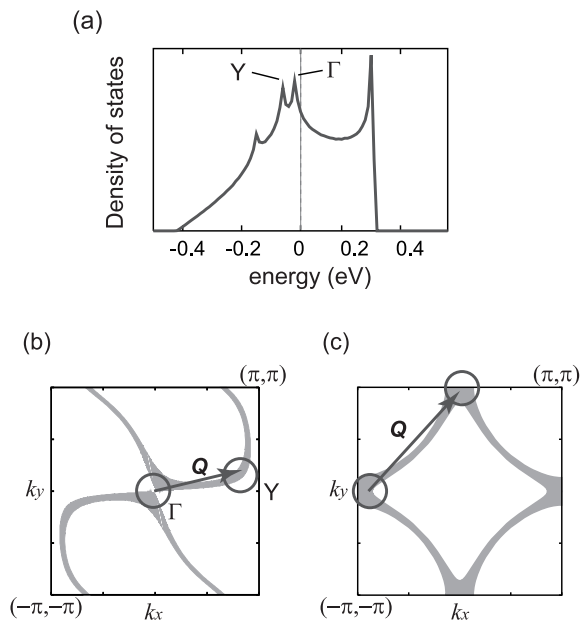 (a)
Y
Γ
Density of states
-0.4
-0.2
0
0.2
0.4
energy (eV)
(b)
(π,π)
Q
ky
Y
Γ
(−π,−π)
kx
(c)
(π,π)
Q
ky
(−π,−π)
kx